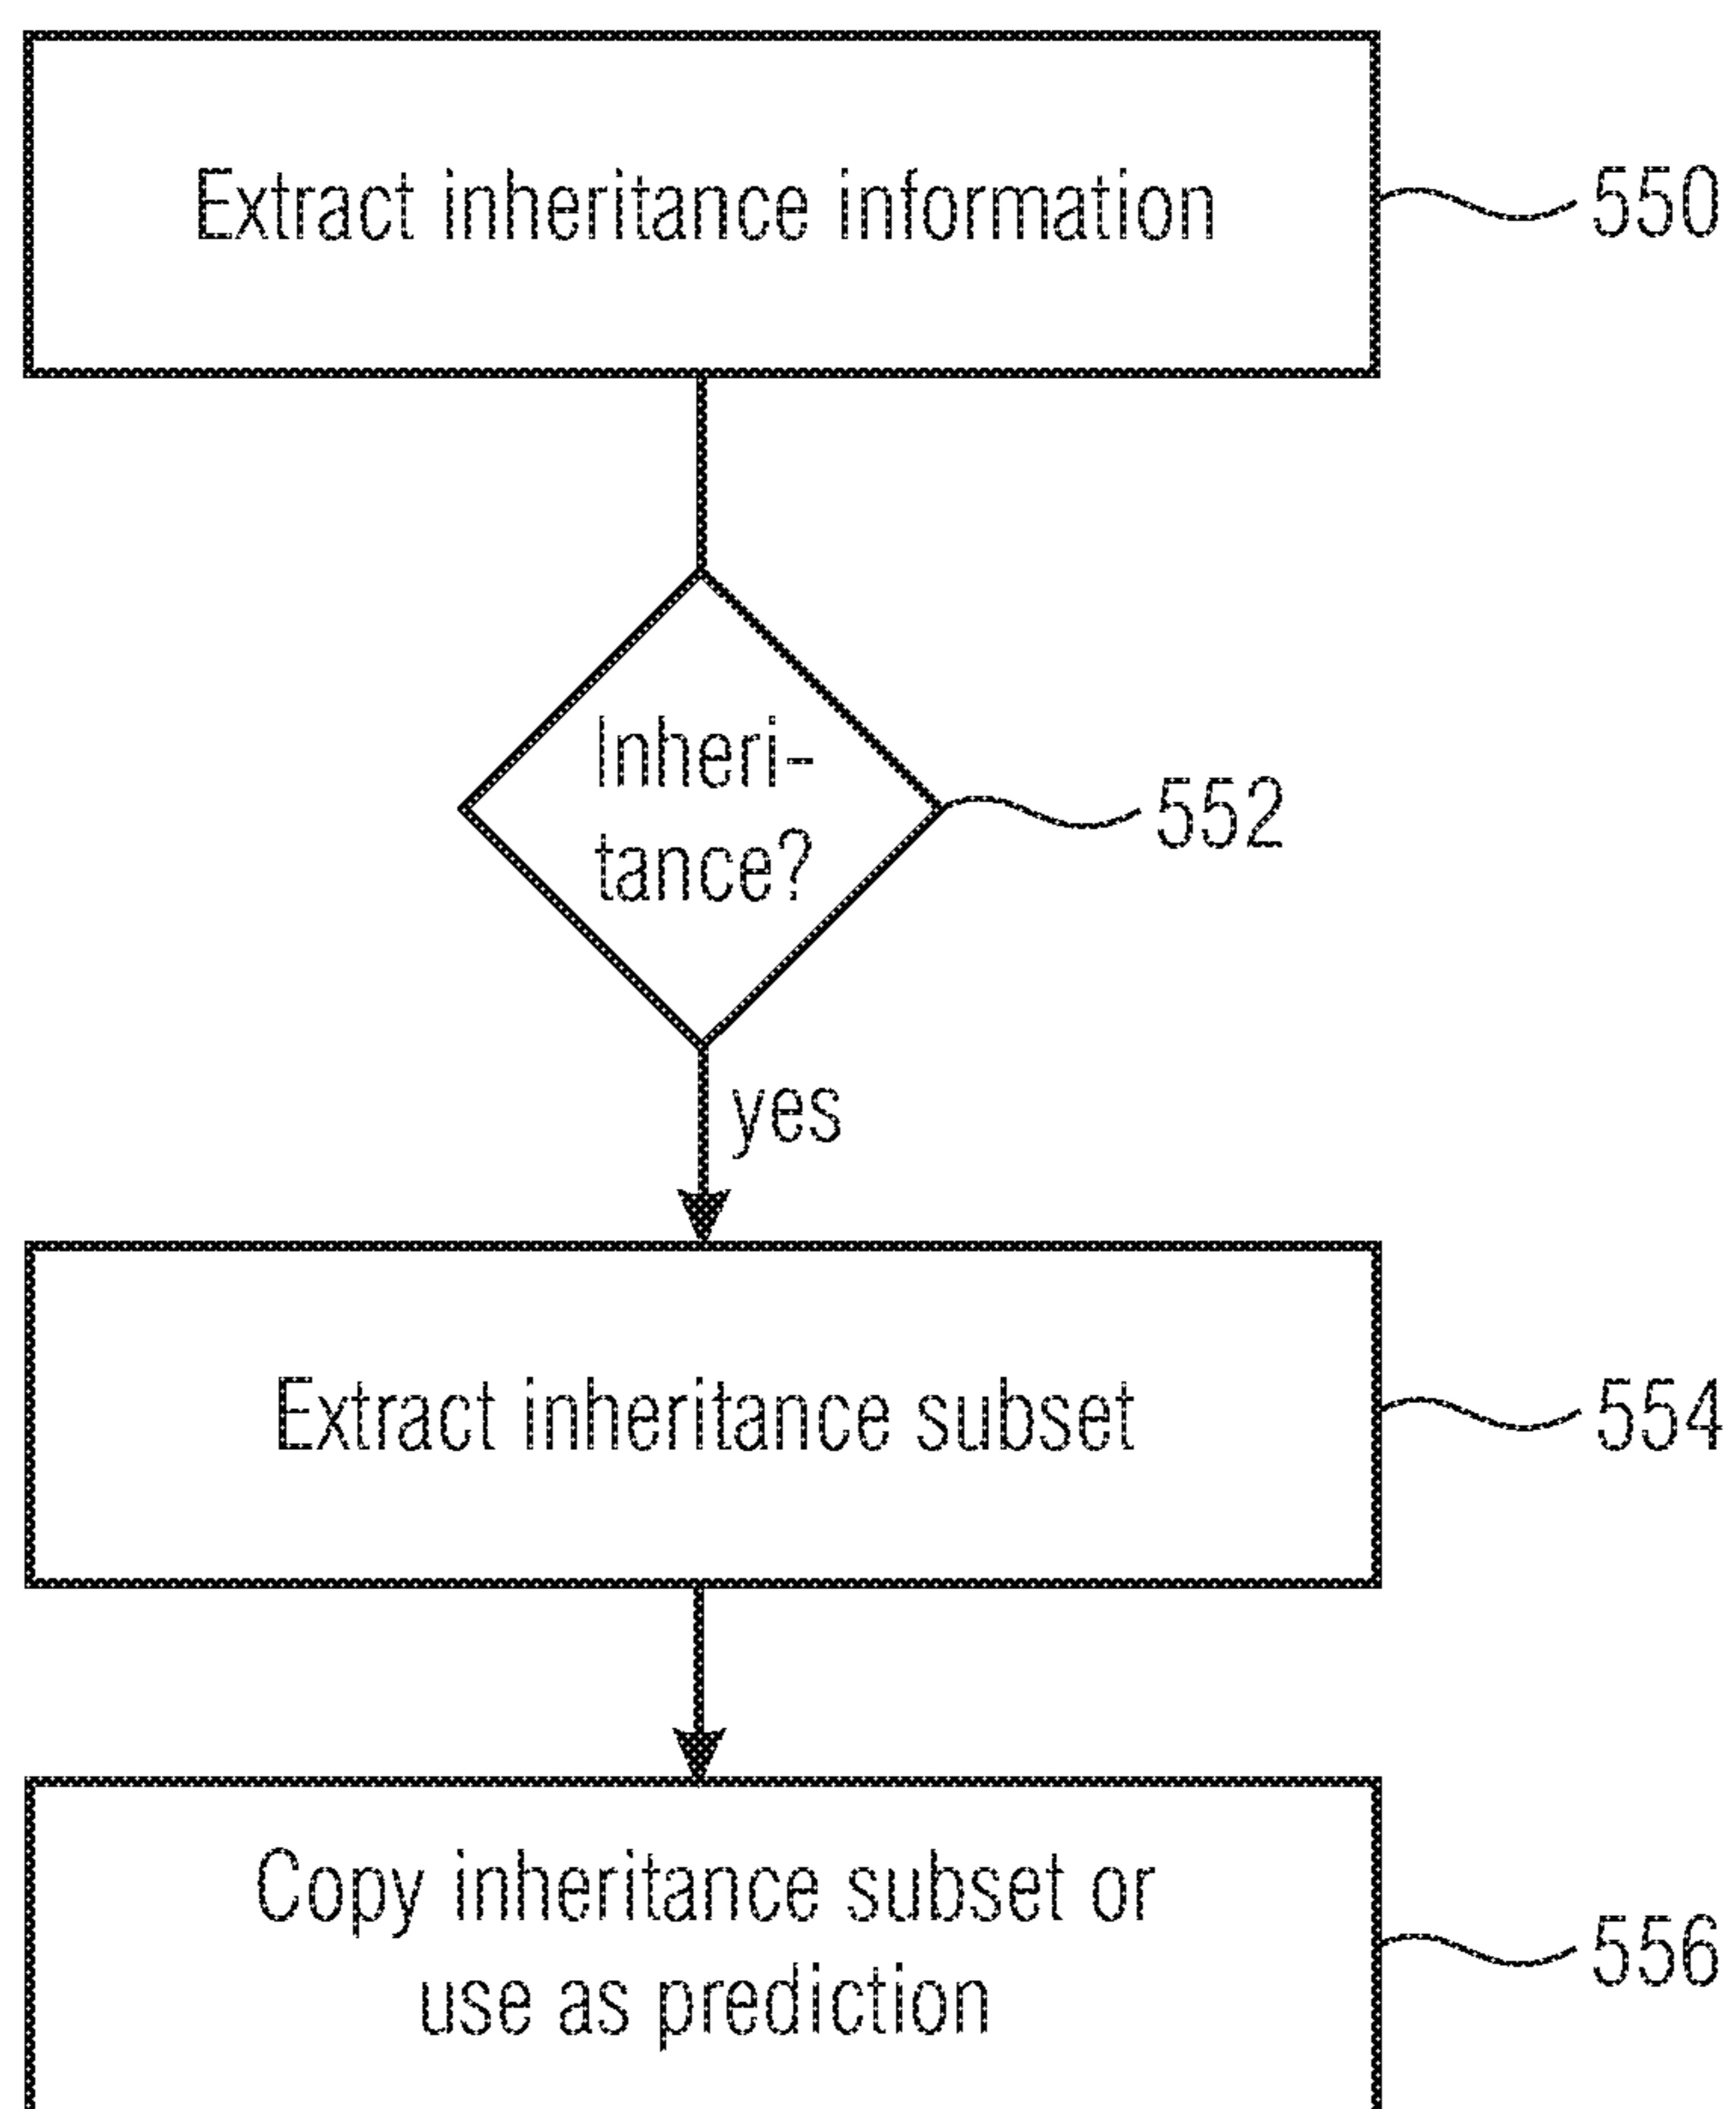 Extract inheritance information
550
Inheri-
tance?
552
yes
Extract inheritance subset
554
Copy inheritance subset or
use as prediction
556